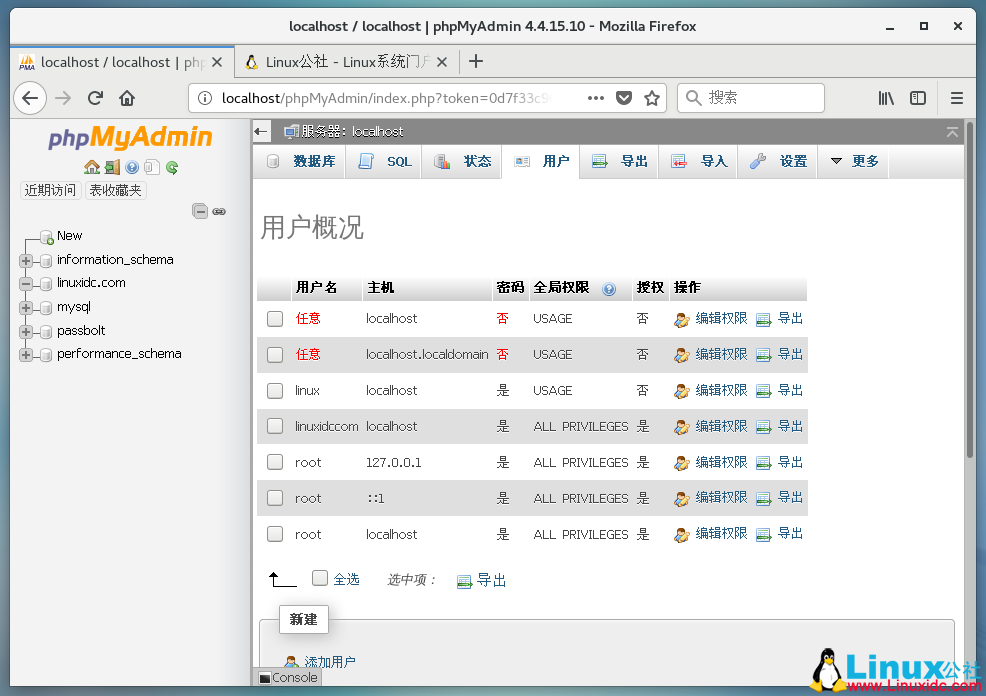 localhost / localhost | phpMyAdmin 4.4.15.10 - Mozilla Firefox
localhost / localhost | php
Linux公社 - Linux系统门户
localhost/phpMyAdmin/index.php?token=0d7f33c9
搜索
phpMyAdmin
近期访问 表收藏夹
New
information_schema
linuxidc.com
mysql
passbolt
performance_schema
服务器: localhost
数据库 SQL 状态 用户 导出 导入 设置 更多
用户概况
用户名 主机 密码 全局权限 授权 操作
任意 localhost 否 USAGE 否 编辑权限 导出
任意 localhost.localdomain 否 USAGE 否 编辑权限 导出
linux localhost 是 USAGE 否 编辑权限 导出
linuxidccom localhost 是 ALL PRIVILEGES 是 编辑权限 导出
root 127.0.0.1 是 ALL PRIVILEGES 是 编辑权限 导出
root ::1 是 ALL PRIVILEGES 是 编辑权限 导出
root localhost 是 ALL PRIVILEGES 是 编辑权限 导出
全选 选中项： 导出
新建
添加用户
Console
Linux公社
www.Linuxidc.com